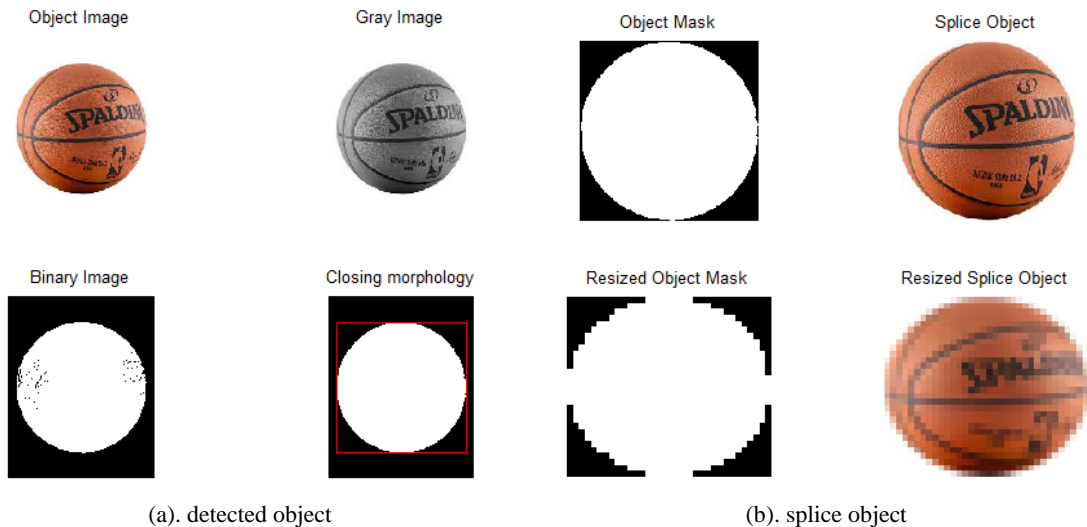 Object Image
Gray Image
Object Mask
Splice Object
SPALDING
SPALDING
SPALDING
Binary Image
Closing morphology
Resized Object Mask
Resized Splice Object
SPALDING
(a). detected object
(b). splice object